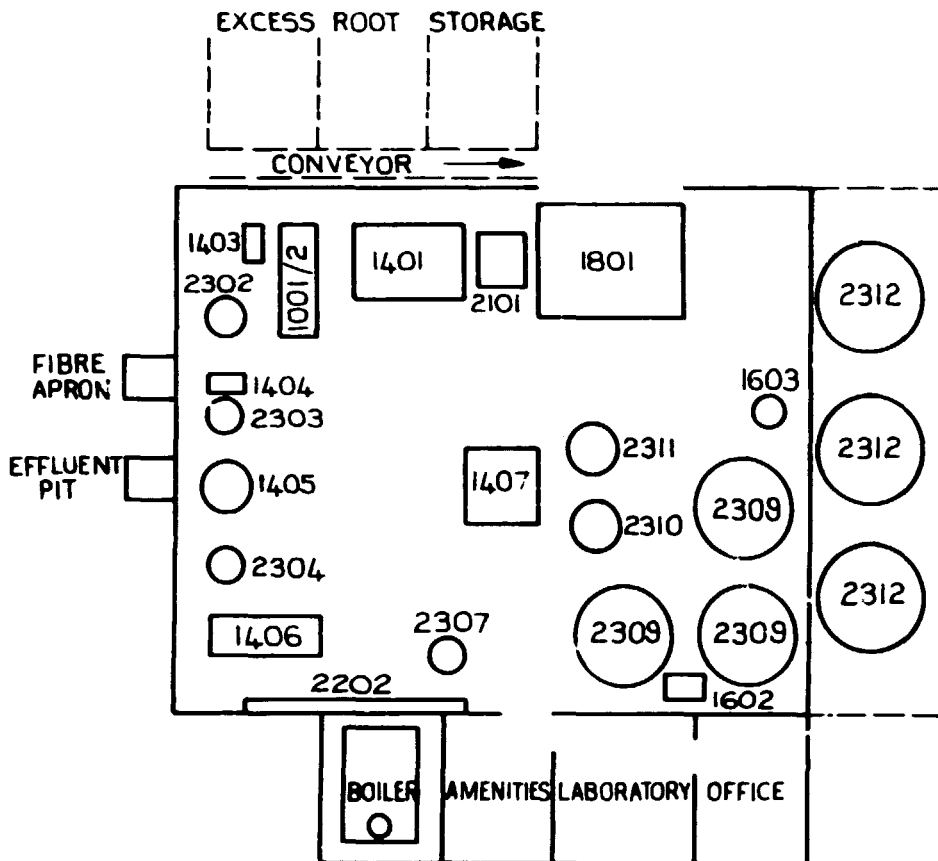 EXCESS ROOT STORAGE
CONVEYOR
1403
1001/2
1401
2101
1801
2302
2312
FIBRE
APRON
1404
2303
1603
2311
2312
EFFLUENT
PIT
1405
1407
2309
2310
2304
2312
1406
2307
2309
2309
2202
1602
BOILER
AMENITIES
LABORATORY
OFFICE